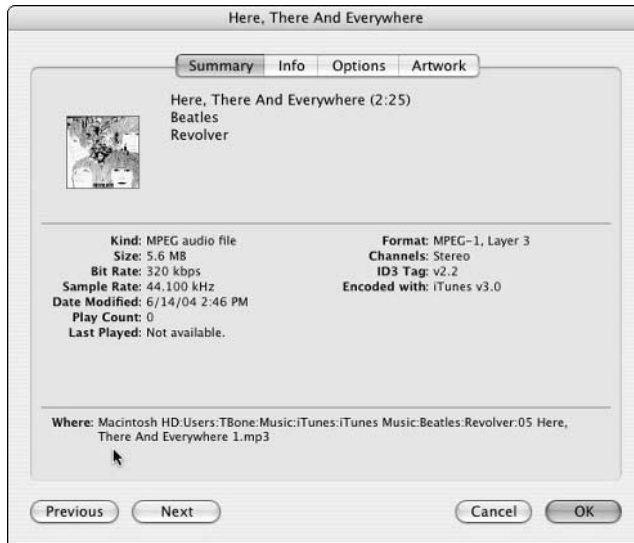 Here, There And Everywhere
Summary Info Options Artwork
Here, There And Everywhere (2:25)
Beatles
Revolver
Kind: MPEG audio file
Size: 5.6 MB
Bit Rate: 320 kbps
Sample Rate: 44.100 kHz
Date Modified: 6/14/04 2:46 PM
Play Count: 0
Last Played: Not available.
Format: MPEG-1, Layer 3
Channels: Stereo
ID3 Tag: v2.2
Encoded with: iTunes v3.0
Where: Macintosh HD:Users:TBone:Music:iTunes:iTunes Music:Beatles:Revolver:05 Here,
There And Everywhere 1.mp3
Previous Next Cancel OK